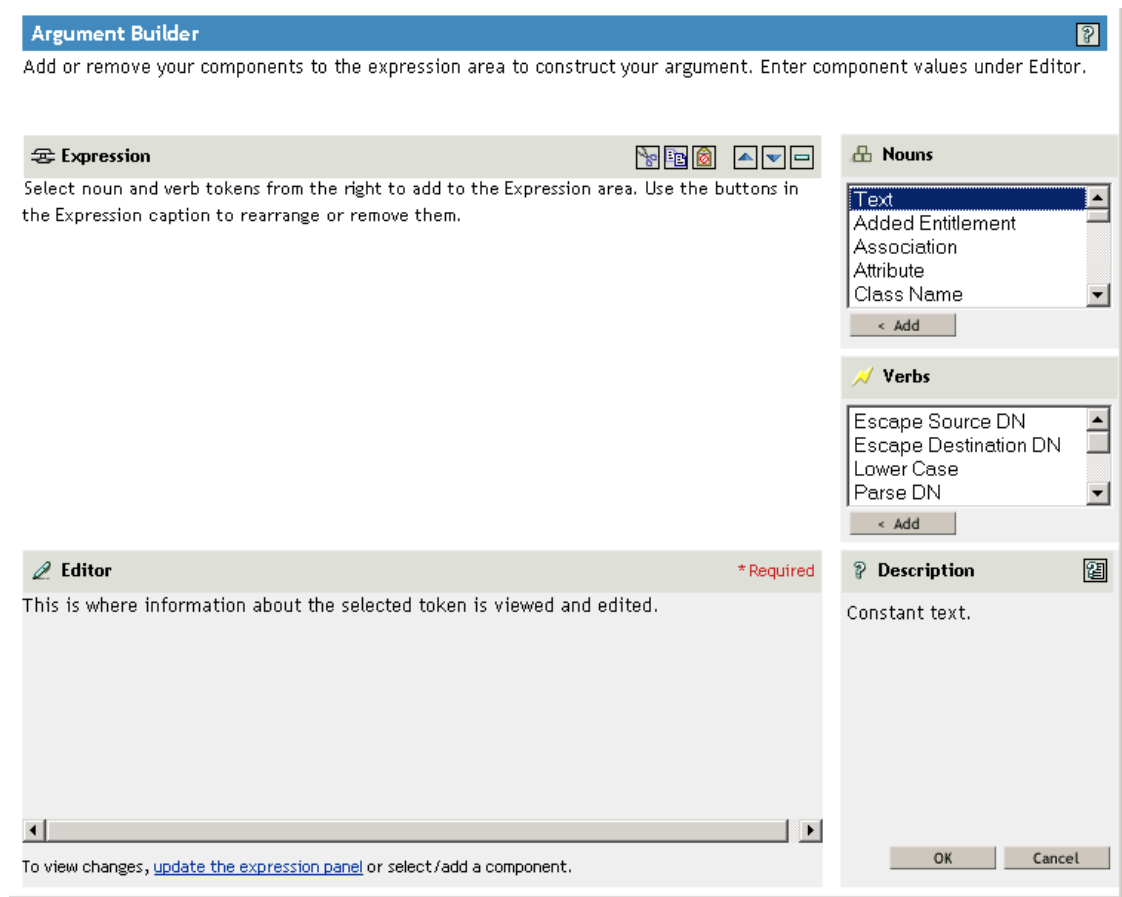 Argument Builder
Add or remove your components to the expression area to construct your argument. Enter component values under Editor.
Expression
Select noun and verb tokens from the right to add to the Expression area. Use the buttons in
the Expression caption to rearrange or remove them.
Nouns
Text
Added Entitlement
Association
Attribute
Class Name
< Add
Verbs
Escape Source DN
Escape Destination DN
Lower Case
Parse DN
< Add
Editor
*Required
This is where information about the selected token is viewed and edited.
To view changes, update the expression panel or select/add a component.
Description
Constant text.
OK
Cancel